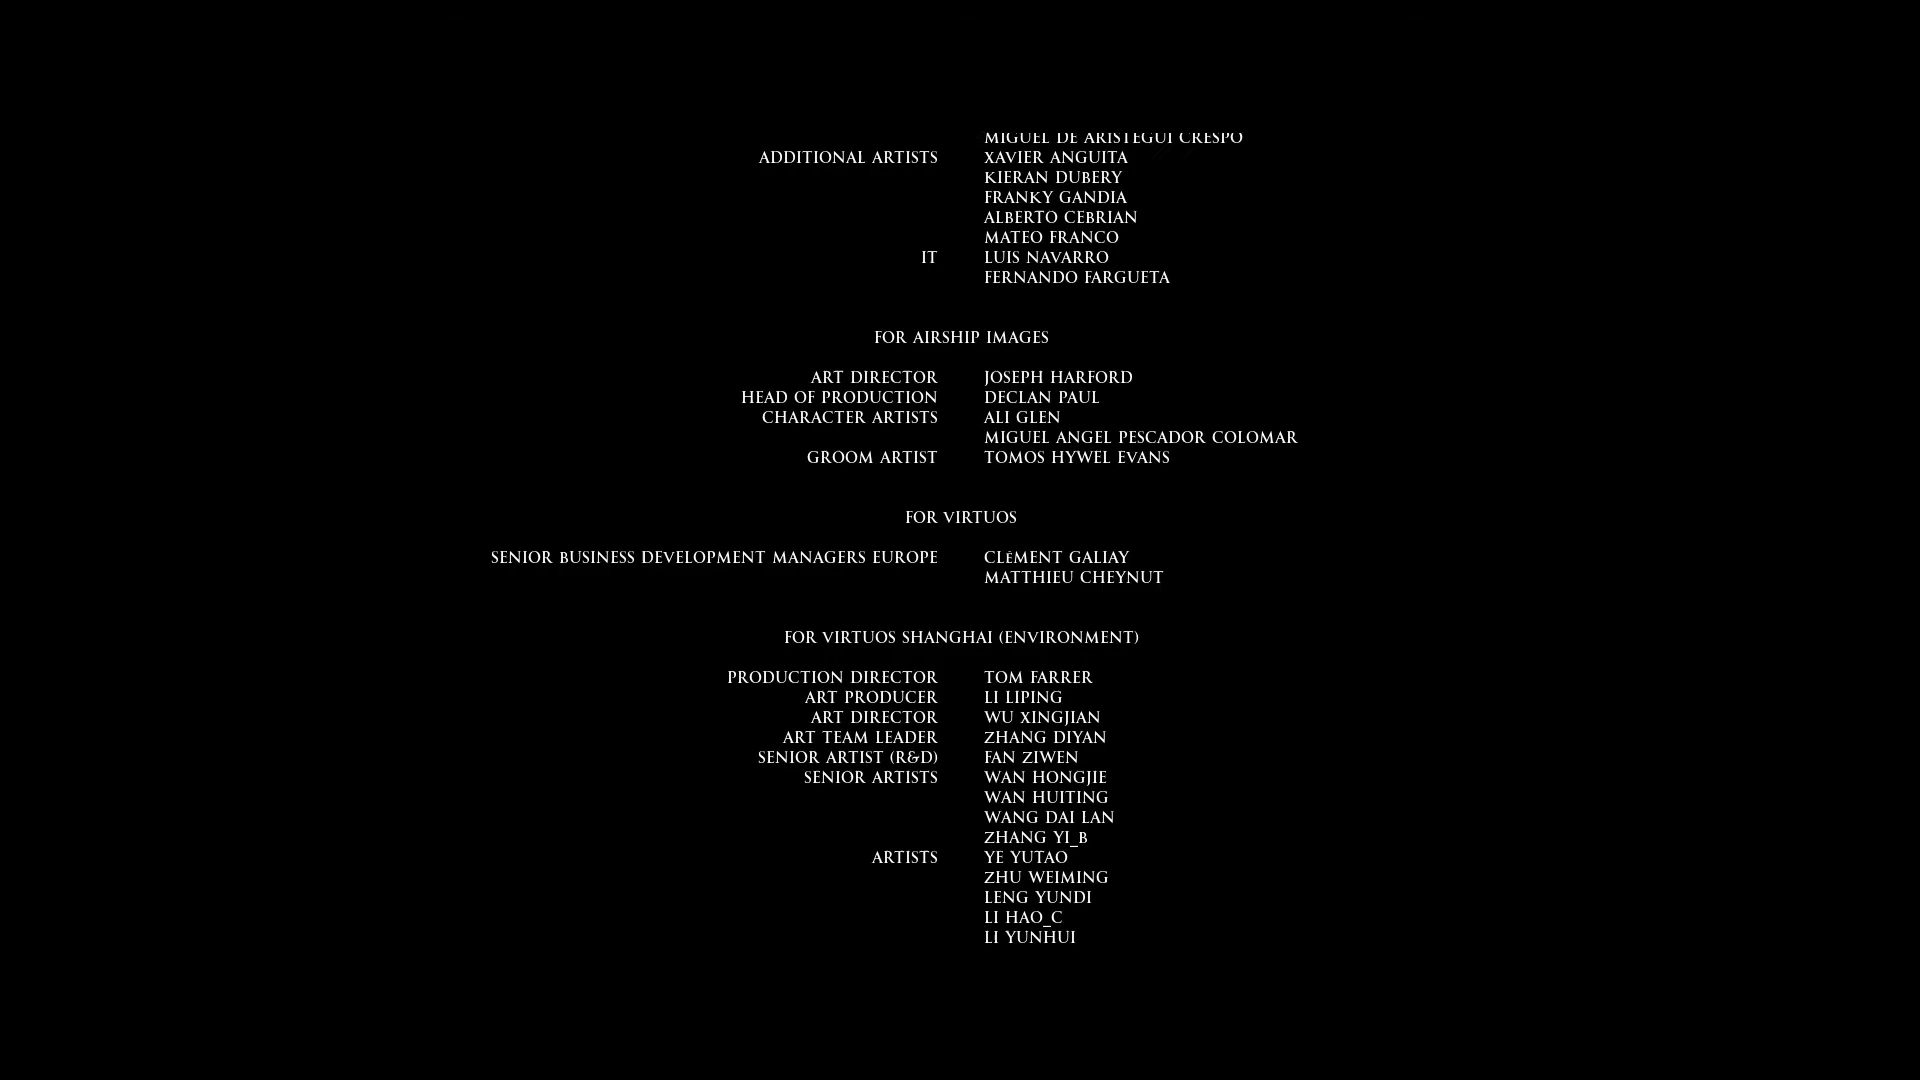 MIGUEL DE ARISTEGUI CRESPO
ADDITIONAL ARTISTS XAVIER ANGUITA
KIERAN DUBERY
FRANKY GANDIA
ALBERTO CEBRIAN
MATEO FRANCO
IT LUIS NAVARRO
FERNANDO FARGUETA
FOR AIRSHIP IMAGES
ART DIRECTOR JOSEPH HARFORD
HEAD OF PRODUCTION DECLAN PAUL
CHARACTER ARTISTS ALI GLEN
MIGUEL ANGEL PESCADOR COLOMAR
GROOM ARTIST TOMOS HYWEL EVANS
FOR VIRTUOS
SENIOR BUSINESS DEVELOPMENT MANAGERS EUROPE CLÉMENT GALIAY
MATTHIEU CHEYNUT
FOR VIRTUOS SHANGHAI (ENVIRONMENT)
PRODUCTION DIRECTOR TOM FARRER
ART PRODUCER LI LIPING
ART DIRECTOR WU XINGJIAN
ART TEAM LEADER ZHANG DIYAN
SENIOR ARTIST (R&D) FAN ZIWEN
SENIOR ARTISTS WAN HONGJIE
WAN HUITING
WANG DAI LAN
ZHANG YI_B
ARTISTS YE YUTAO
ZHU WEIMING
LENG YUNDI
LI HAO_C
LI YUNHUI